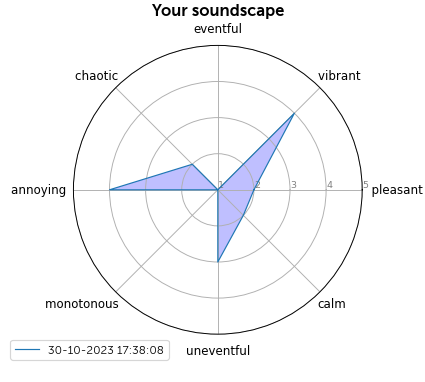 Your soundscape
eventful
chaotic
vibrant
annoying
1
2
3
4
5
pleasant
monotonous
calm
30-10-2023 17:38:08
uneventful